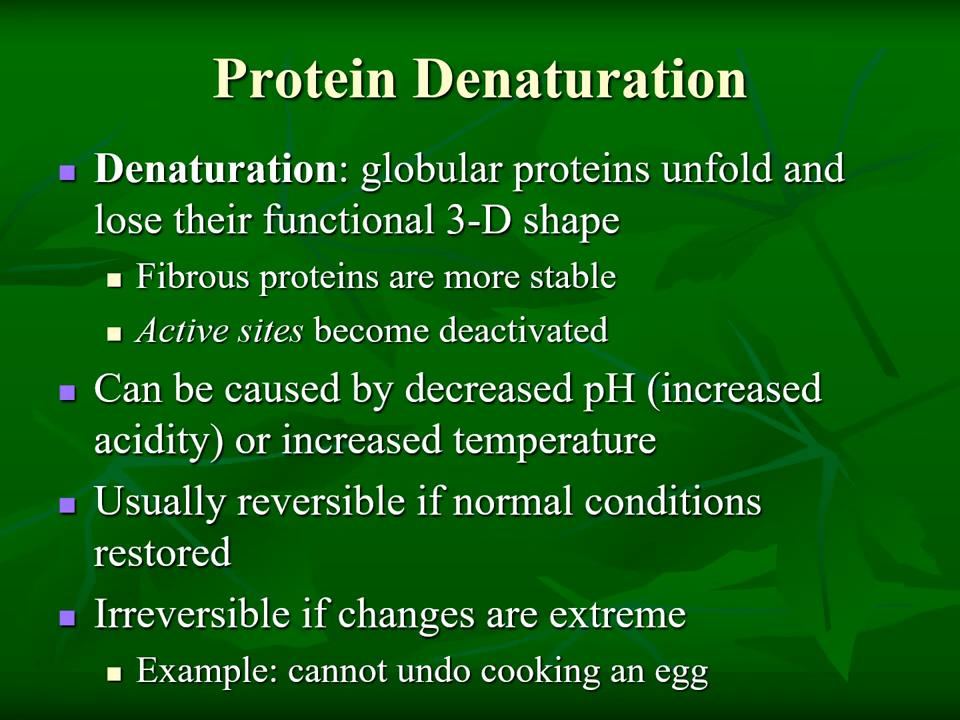 Protein Denaturation
Denaturation: globular proteins unfold and
lose their functional 3-D shape
Fibrous proteins are more stable
Active sites become deactivated
Can be caused by decreased pH (increased
acidity) or increased temperature
Usually reversible if normal conditions
restored
Irreversible if changes are extreme
Example: cannot undo cooking an egg